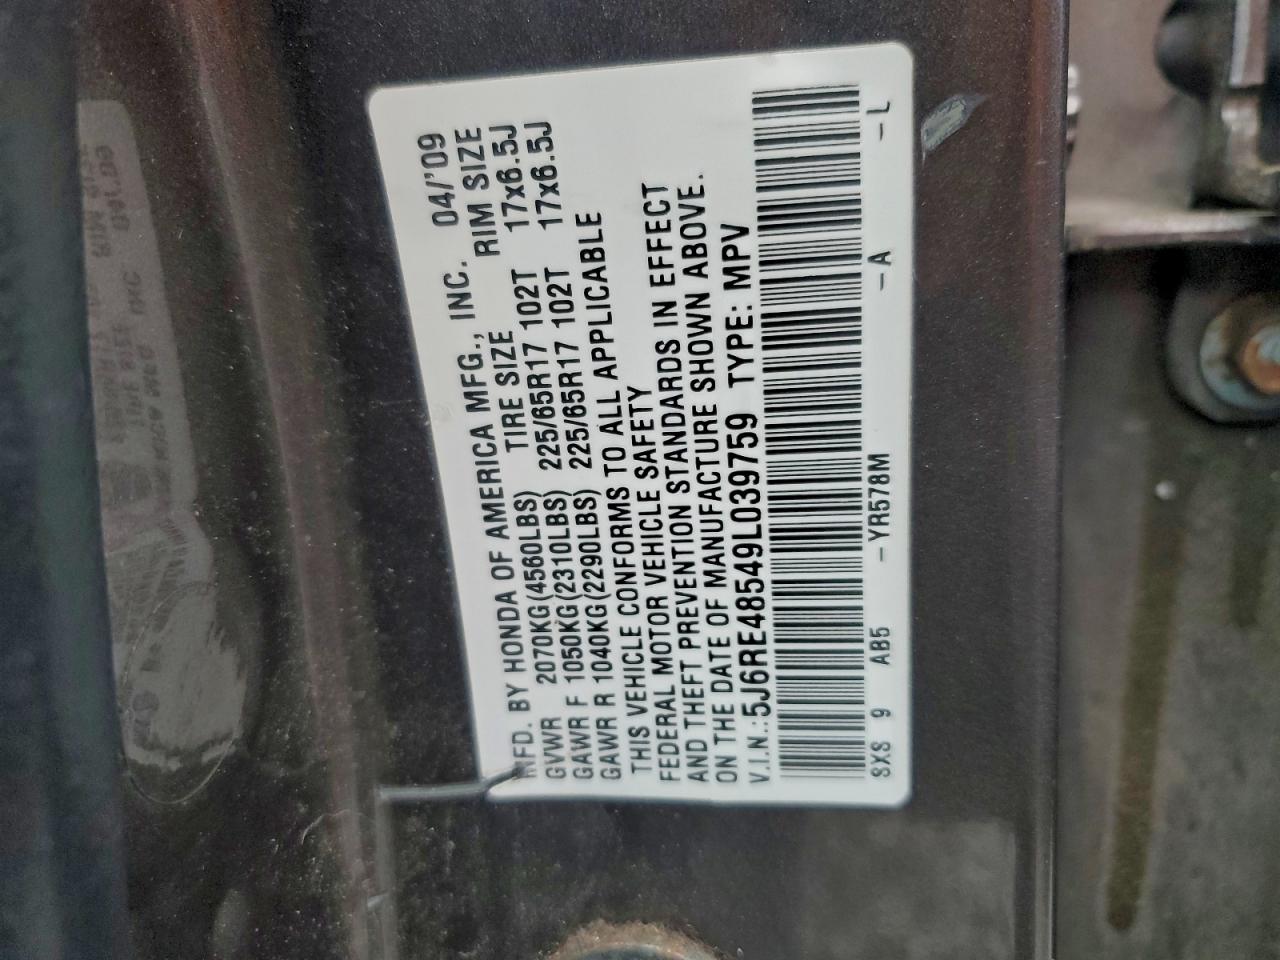 MFD. BY HONDA OF AMERICA MFG., INC. 04/'09
TIRE SIZE RIM SIZE
GVWR 2070KG(4560LBS) 225/65R17 102T 17x6.5J
GAWR F 1050KG(2310LBS) 225/65R17 102T 17x6.5J
GAWR R 1040KG(2290LBS)
THIS VEHICLE CONFORMS TO ALL APPLICABLE
FEDERAL MOTOR VEHICLE SAFETY
AND THEFT PREVENTION STANDARDS IN EFFECT
ON THE DATE OF MANUFACTURE SHOWN ABOVE.
V.I.N.:5J6RE48549L039759 TYPE: MPV
SXS 9 AB5 -YR578M -A -L